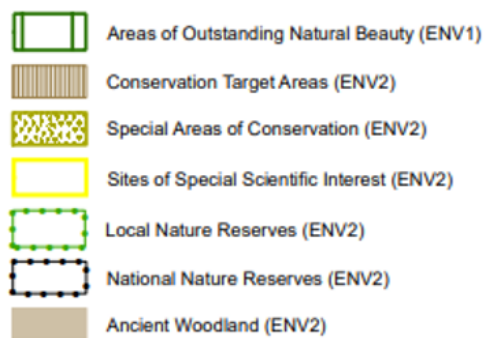 Areas of Outstanding Natural Beauty (ENV1)
Conservation Target Areas (ENV2)
Special Areas of Conservation (ENV2)
Sites of Special Scientific Interest (ENV2)
Local Nature Reserves (ENV2)
National Nature Reserves (ENV2)
Ancient Woodland (ENV2)